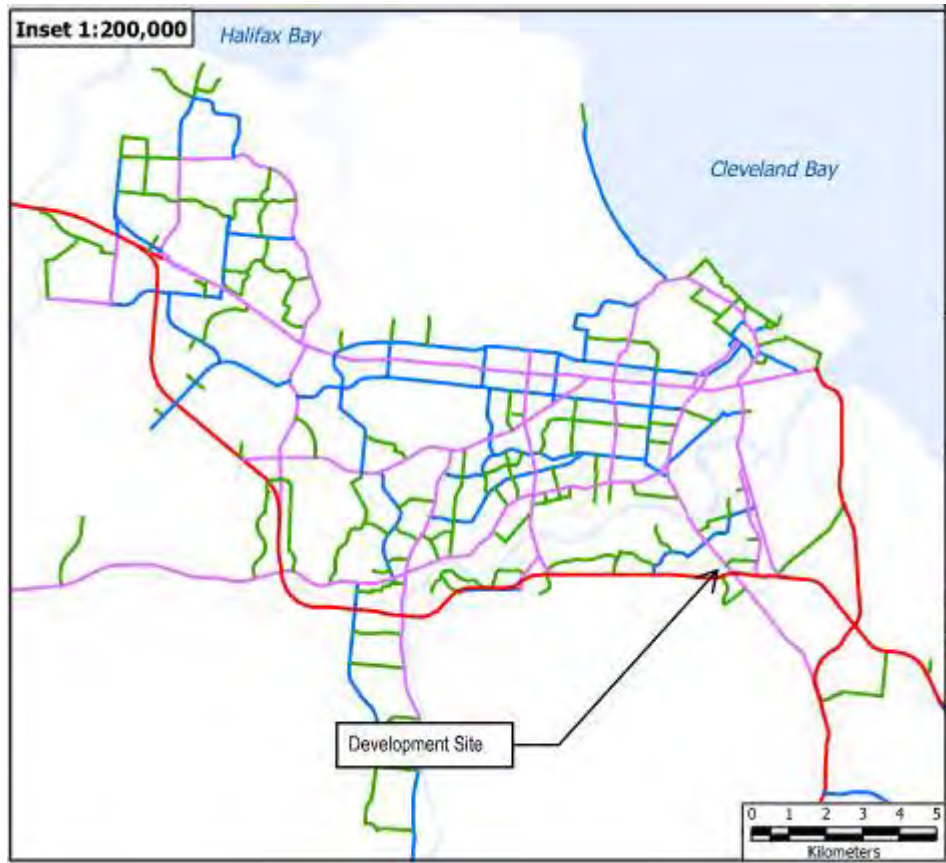 Inset 1:200,000
Halifax Bay
Cleveland Bay
Development Site
0 1 2 3 4 5
Kilometers